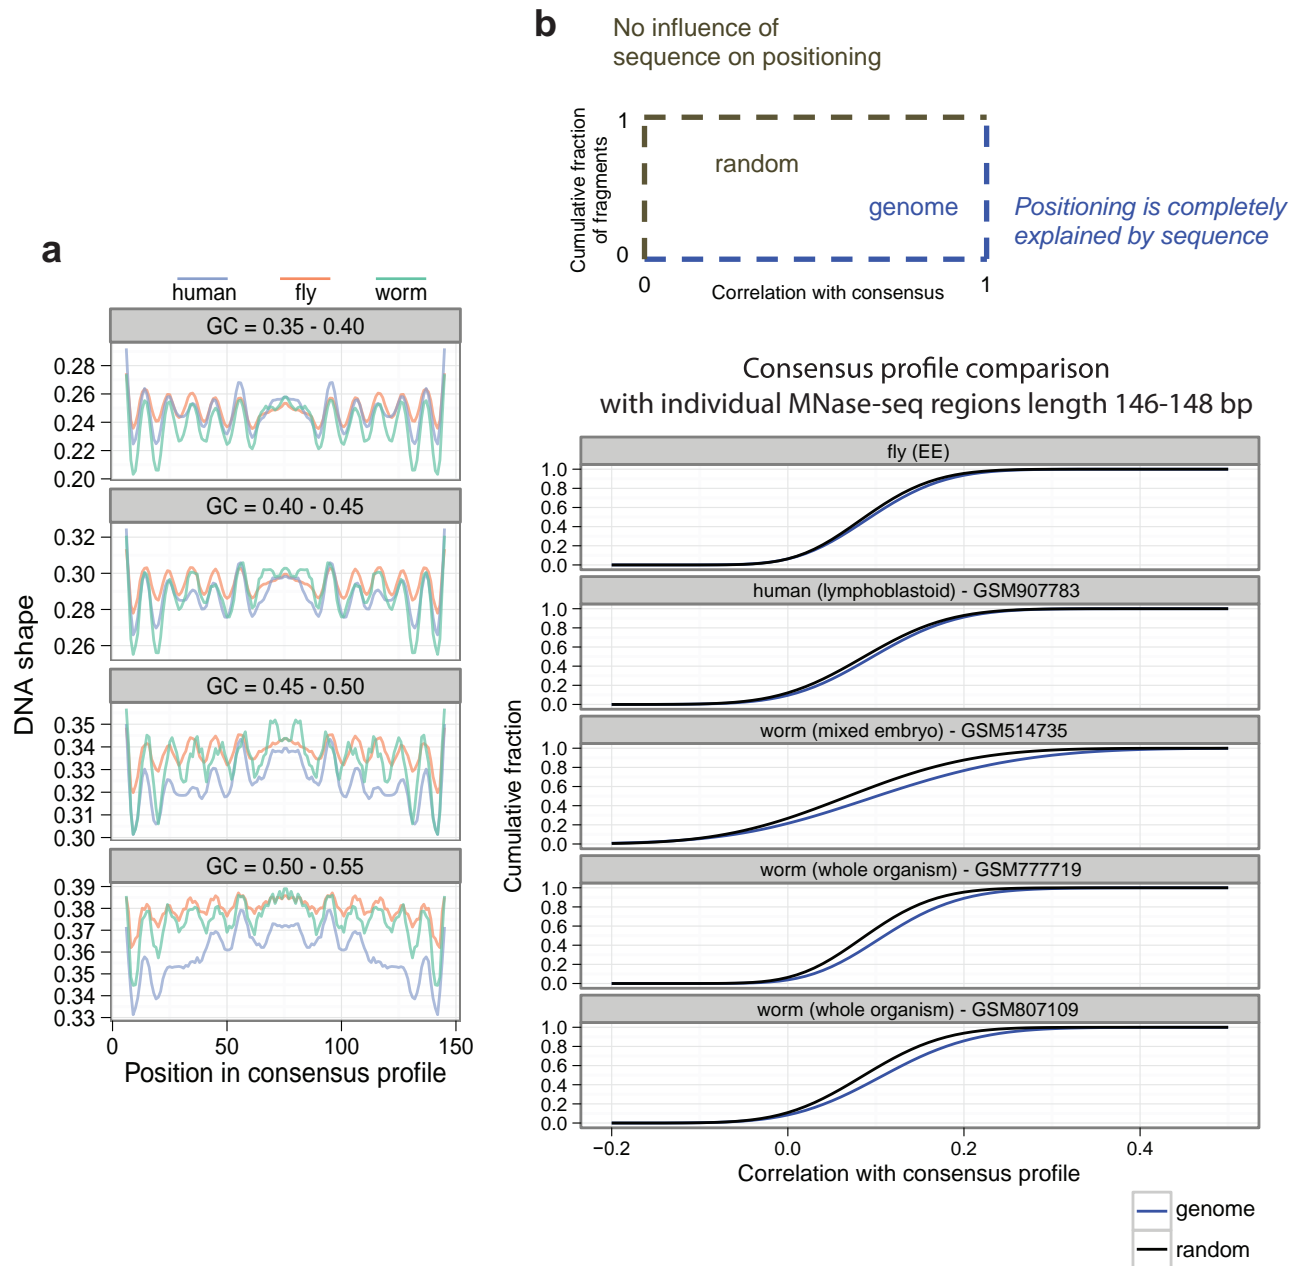 a
human fly worm
GC = 0.35 - 0.40
0.28
0.26
0.24
0.22
0.20
GC = 0.40 - 0.45
0.32
0.30
0.28
0.26
GC = 0.45 - 0.50
0.35
0.34
0.33
0.32
0.31
0.30
GC = 0.50 - 0.55
0.39
0.38
0.37
0.36
0.35
0.34
0.33
0 50 100 150
Position in consensus profile
DNA shape
b
No influence of
sequence on positioning
Cumulative fraction
of fragments
1
0
random
genome
0 1
Correlation with consensus
Positioning is completely
explained by sequence
Consensus profile comparison
with individual MNase-seq regions length 146-148 bp
fly (EE)
1.0
0.8
0.6
0.4
0.2
0.0
human (lymphoblastoid) - GSM907783
1.0
0.8
0.6
0.4
0.2
0.0
worm (mixed embryo) - GSM514735
1.0
0.8
0.6
0.4
0.2
0.0
worm (whole organism) - GSM777719
1.0
0.8
0.6
0.4
0.2
0.0
worm (whole organism) - GSM807109
1.0
0.8
0.6
0.4
0.2
0.0
−0.2 0.0 0.2 0.4
Correlation with consensus profile
Cumulative fraction
genome
random